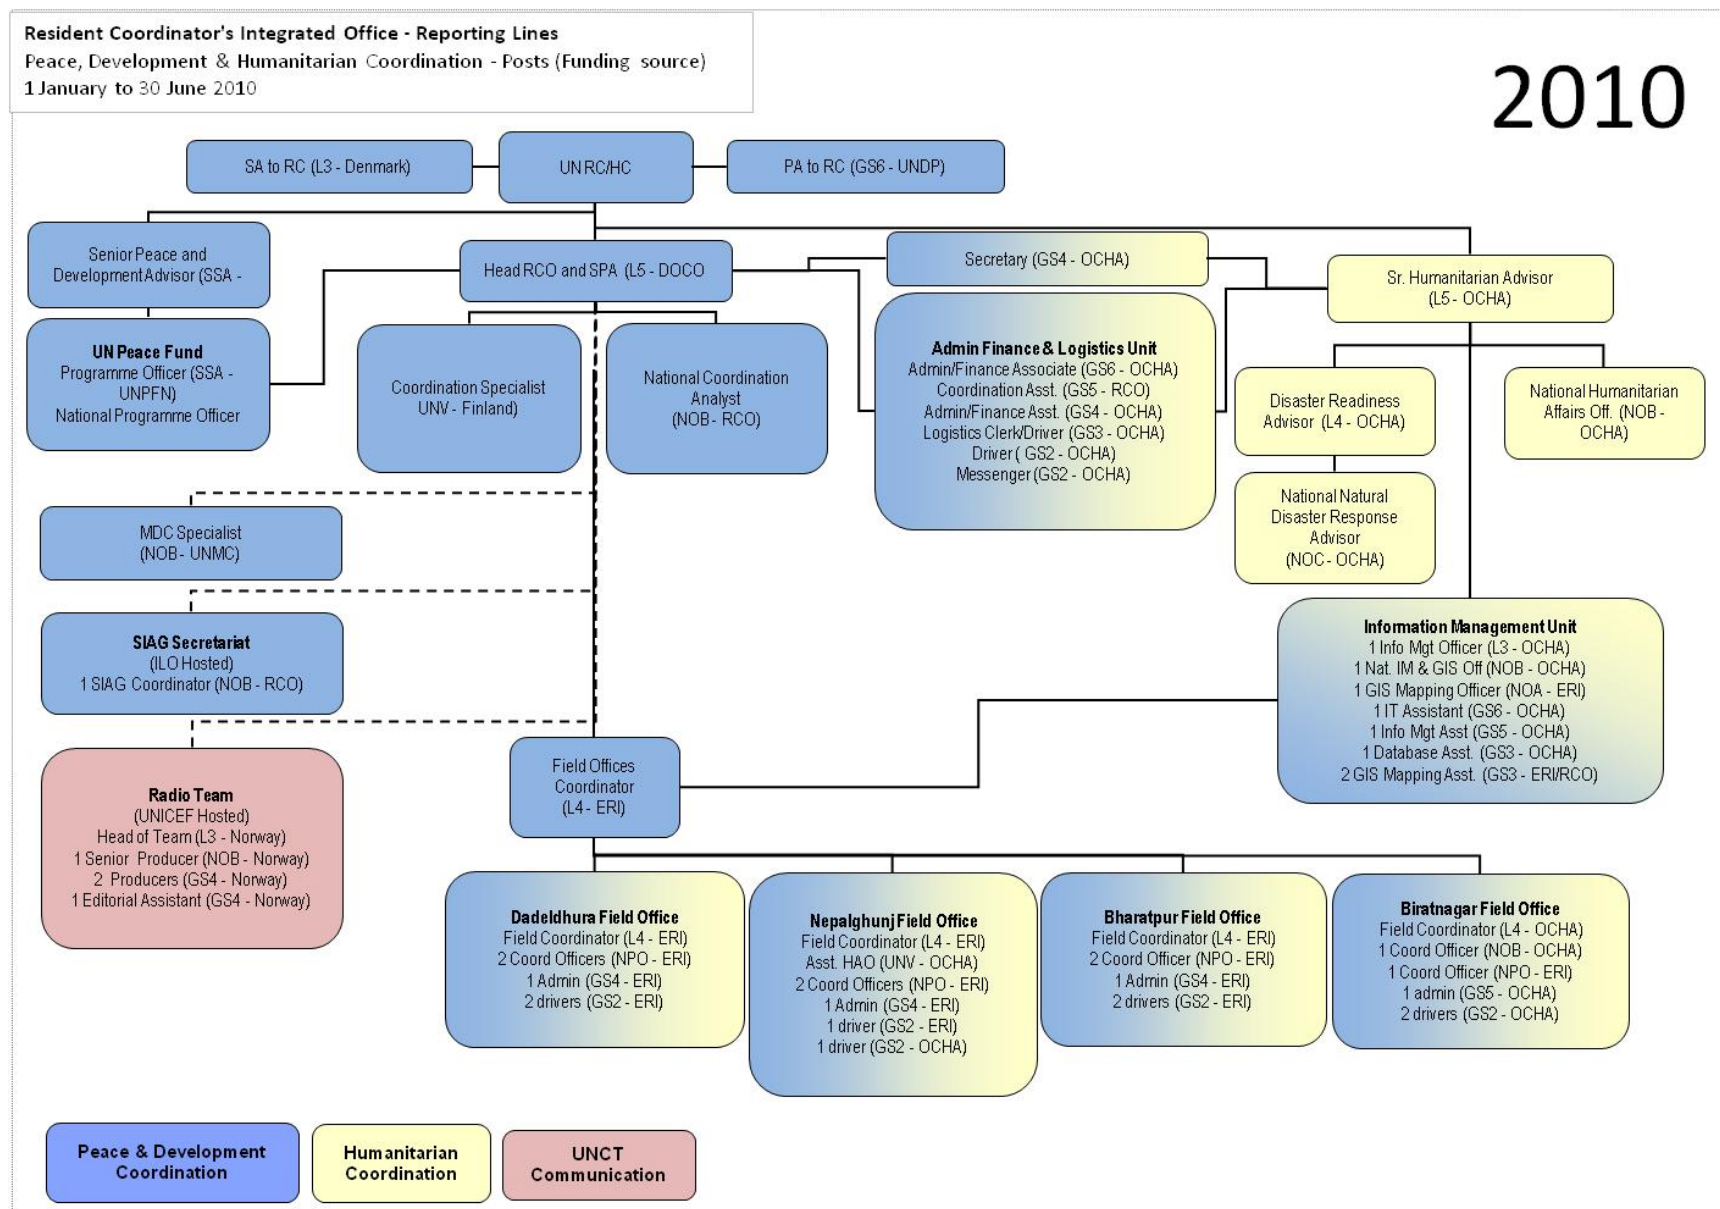 Resident Coordinator's Integrated Office - Reporting Lines
Peace, Development & Humanitarian Coordination - Posts (Funding source)
1 January to 30 June 2010
2010
SA to RC (L3 - Denmark)
UN RC/HC
PA to RC (GS6 - UNDP)
Senior Peace and
Development Advisor (SSA -
Head RCO and SPA (L5 - DOCO
Secretary (GS4 - OCHA)
Sr. Humanitarian Advisor
(L5 - OCHA)
UN Peace Fund
Programme Officer (SSA -
UNPFN)
National Programme Officer
Coordination Specialist
UNV - Finland)
National Coordination
Analyst
(NOB - RCO)
Admin Finance & Logistics Unit
Admin/Finance Associate (GS6 - OCHA)
Coordination Asst. (GS5 - RCO)
Admin/Finance Asst. (GS4 - OCHA)
Logistics Clerk/Driver (GS3 - OCHA)
Driver ( GS2 - OCHA)
Messenger (GS2 - OCHA)
Disaster Readiness
Advisor (L4 - OCHA)
National Humanitarian
Affairs Off. (NOB -
OCHA)
National Natural
Disaster Response
Advisor
(NOC - OCHA)
MDC Specialist
(NOB - UNMC)
SIAG Secretariat
(ILO Hosted)
1 SIAG Coordinator (NOB - RCO)
Information Management Unit
1 Info Mgt Officer (L3 - OCHA)
1 Nat. IM & GIS Off (NOB - OCHA)
1 GIS Mapping Officer (NOA - ERI)
1 IT Assistant (GS6 - OCHA)
1 Info Mgt Asst (GS5 - OCHA)
1 Database Asst. (GS3 - OCHA)
2 GIS Mapping Asst. (GS3 - ERI/RCO)
Radio Team
(UNICEF Hosted)
Head of Team (L3 - Norway)
1 Senior Producer (NOB - Norway)
2 Producers (GS4 - Norway)
1 Editorial Assistant (GS4 - Norway)
Field Offices
Coordinator
(L4 - ERI)
Dadeldhura Field Office
Field Coordinator (L4 - ERI)
2 Coord Officers (NPO - ERI)
1 Admin (GS4 - ERI)
2 drivers (GS2 - ERI)
Nepalghunj Field Office
Field Coordinator (L4 - ERI)
Asst. HAO (UNV - OCHA)
2 Coord Officers (NPO - ERI)
1 Admin (GS4 - ERI)
1 driver (GS2 - ERI)
1 driver (GS2 - OCHA)
Bharatpur Field Office
Field Coordinator (L4 - ERI)
2 Coord Officer (NPO - ERI)
1 Admin (GS4 - ERI)
2 drivers (GS2 - ERI)
Biratnagar Field Office
Field Coordinator (L4 - OCHA)
1 Coord Officer (NOB - OCHA)
1 Coord Officer (NPO - ERI)
1 admin (GS5 - OCHA)
2 drivers (GS2 - OCHA)
Peace & Development
Coordination
Humanitarian
Coordination
UNCT
Communication